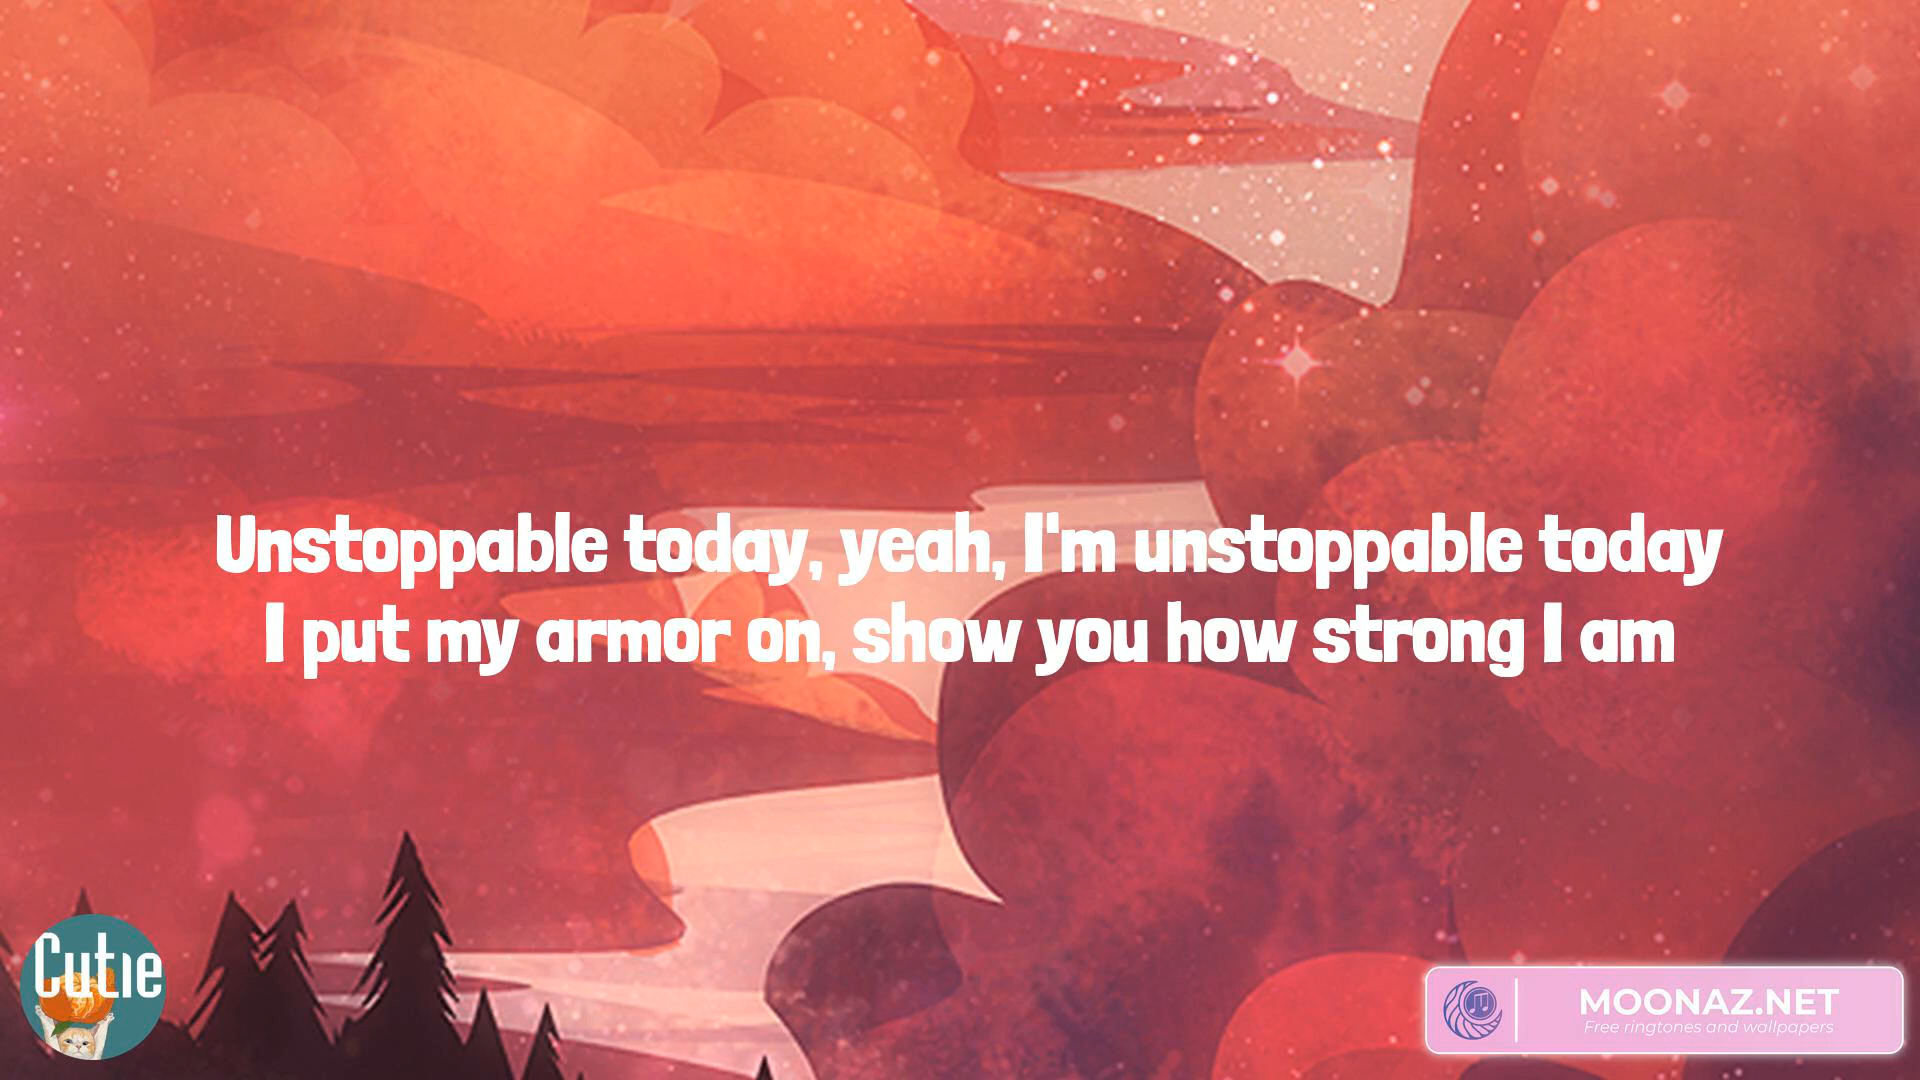 Unstoppable today, yeah, I'm unstoppable today
I put my armor on, show you how strong I am
Cutie
MOONAZ.NET
Free ringtones and wallpapers